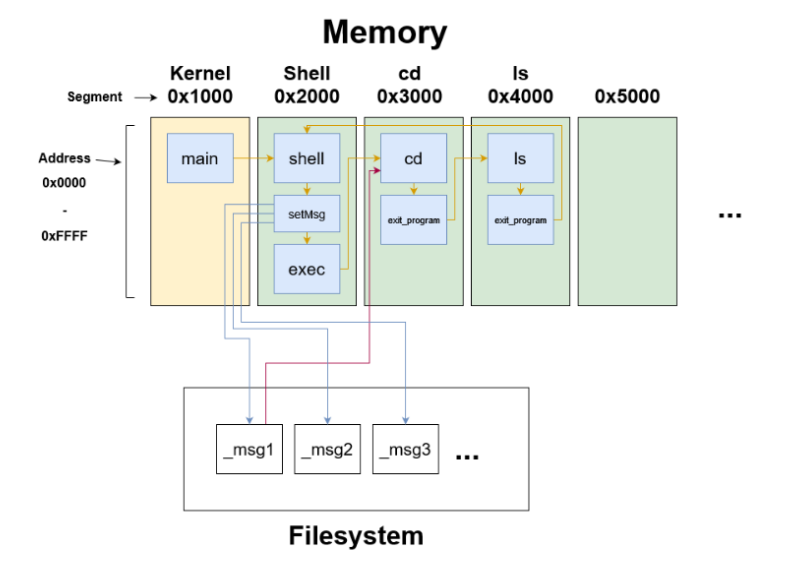 Memory
Kernel Shell cd ls
Segment 0x1000 0x2000 0x3000 0x4000 0x5000
Address
0x0000
-
0xFFFF
main shell cd ls
setMsg exit_program exit_program
exec
...
_msg1 _msg2 _msg3 ...
Filesystem